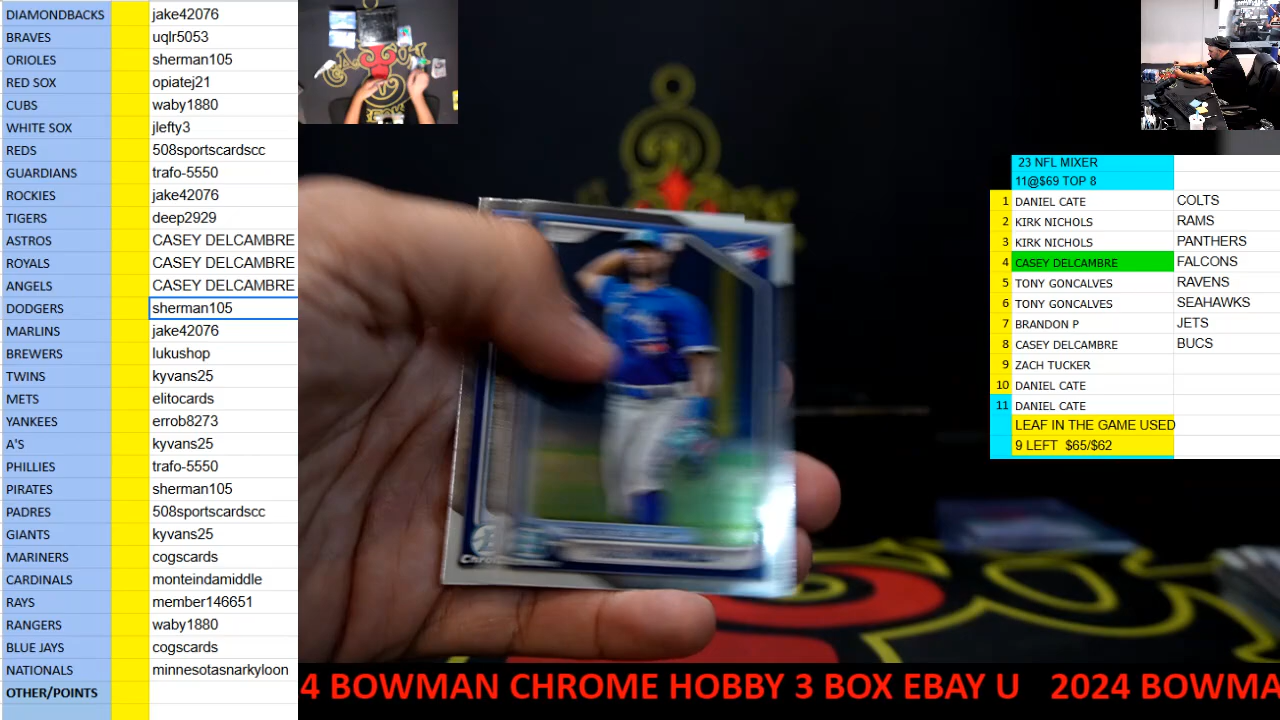 DIAMONDBACKS jake42076
BRAVES uqlr5053
ORIOLES sherman105
RED SOX opiatej21
CUBS waby1880
WHITE SOX jlefty3
REDS 508sportscardscc
GUARDIANS trafo-5550
ROCKIES jake42076
TIGERS deep2929
ASTROS CASEY DELCAMBRE
ROYALS CASEY DELCAMBRE
ANGELS CASEY DELCAMBRE
DODGERS sherman105
MARLINS jake42076
BREWERS lukushop
TWINS kyvans25
METS elitocards
YANKEES errob8273
A'S kyvans25
PHILLIES trafo-5550
PIRATES sherman105
PADRES 508sportscardscc
GIANTS kyvans25
MARINERS cogscards
CARDINALS monteindamiddle
RAYS member146651
RANGERS waby1880
BLUE JAYS cogscards
NATIONALS minnesotasnarkyloon
OTHER/POINTS
23 NFL MIXER
11@$69 TOP 8
1 DANIEL CATE COLTS
2 KIRK NICHOLS RAMS
3 KIRK NICHOLS PANTHERS
4 CASEY DELCAMBRE FALCONS
5 TONY GONCALVES RAVENS
6 TONY GONCALVES SEAHAWKS
7 BRANDON P JETS
8 CASEY DELCAMBRE BUCS
9 ZACH TUCKER
10 DANIEL CATE
11 DANIEL CATE
LEAF IN THE GAME USED
9 LEFT $65/$62
4 BOWMAN CHROME HOBBY 3 BOX EBAY U 2024 BOWMA